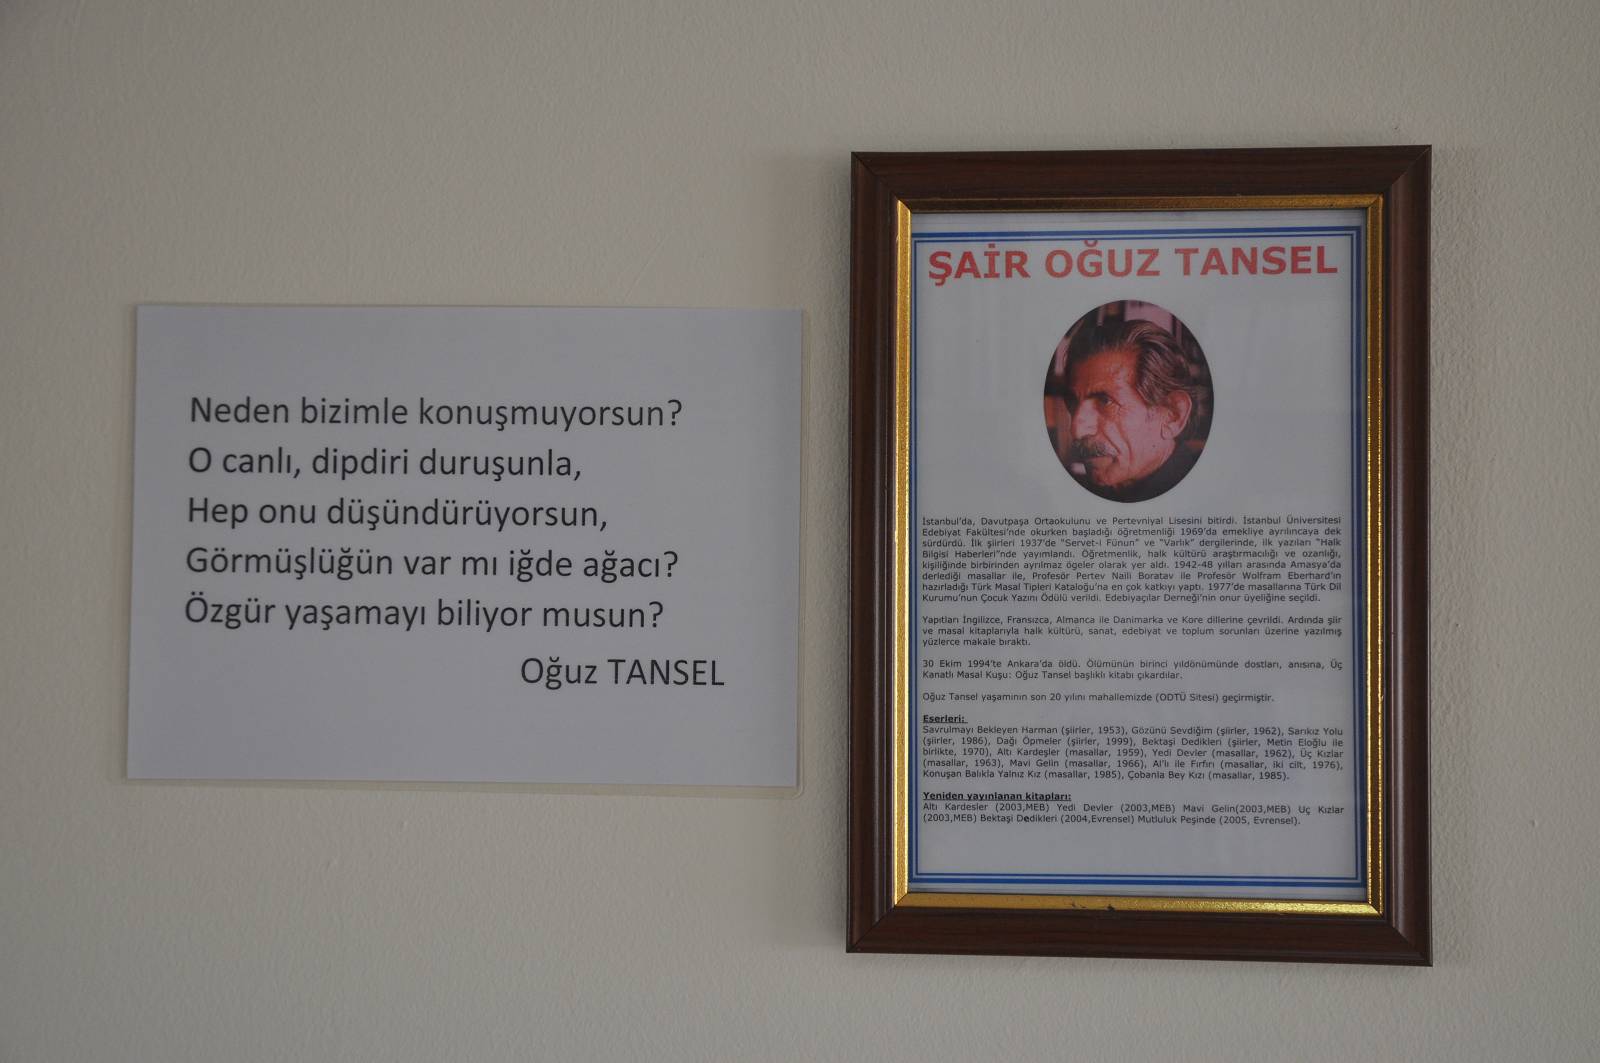 Neden bizimle konuşmuyorsun?
O canlı, dipdiri duruşunla,
Hep onu düşündürüyorsun,
Görmüşlüğün var mı iğde ağacı?
Özgür yaşamayı biliyor musun?
Oğuz TANSEL
ŞAİR OĞUZ TANSEL
İstanbul'da, Davutpaşa Ortaokulunu ve Pertevniyal Lisesini bitirdi. İstanbul Üniversitesi
Edebiyat Fakültesi'nde okurken başladığı öğretmenliği 1969'da emekliye ayrılıncaya dek
sürdürdü. İlk şiirleri 1937'de "Servet-i Fünun" ve "Varlık" dergilerinde, ilk yazıları "Halk
Bilgisi Haberleri"nde yayımlandı. Öğretmenlik, halk kültürü araştırmacılığı ve ozanlığı,
kişiliğinde birbirinden ayrılmaz ögeler olarak yer aldı. 1942-48 yılları arasında Amasya'da
derlediği masallar ile, Profesör Pertev Naili Boratav ile Profesör Wolfram Eberhard'ın
hazırladığı Türk Masal Tipleri Kataloğu'na en çok katkıyı yaptı. 1977'de masallarına Türk Dil
Kurumu'nun Çocuk Yazını Ödülü verildi. Edebiyaçılar Derneği'nin onur üyeliğine seçildi.
Yapıtları İngilizce, Fransızca, Almanca ile Danimarka ve Kore dillerine çevrildi. Ardında şiir
ve masal kitaplarıyla halk kültürü, sanat, edebiyat ve toplum sorunları üzerine yazılmış
yüzlerce makale bıraktı.
30 Ekim 1994'te Ankara'da öldü. Ölümünün birinci yıldönümünde dostları, anısına, Üç
Kanatlı Masal Kuşu: Oğuz Tansel başlıklı kitabı çıkardılar.
Oğuz Tansel yaşamının son 20 yılını mahallemizde (ODTÜ Sitesi) geçirmiştir.
Eserleri:
Savrulmayı Bekleyen Harman (şiirler, 1953), Gözünü Sevdiğim (şiirler, 1962), Sarıkız Yolu
(şiirler, 1986), Dağı Öpmeler (şiirler, 1999), Bektaşi Dedikleri (şiirler, Metin Eloğlu ile
birlikte, 1970), Altı Kardeşler (masallar, 1959), Yedi Devler (masallar, 1962), Üç Kızlar
(masallar, 1963), Mavi Gelin (masallar, 1966), Al'lı ile Fırfırı (masallar, iki cilt, 1976),
Konuşan Balıkla Yalnız Kız (masallar, 1985), Çobanla Bey Kızı (masallar, 1985).
Yeniden yayınlanan kitapları:
Altı Kardesler (2003,MEB) Yedi Devler (2003,MEB) Mavi Gelin(2003,MEB) Uç Kızlar
(2003,MEB) Bektaşi Dedikleri (2004,Evrensel) Mutluluk Peşinde (2005, Evrensel).